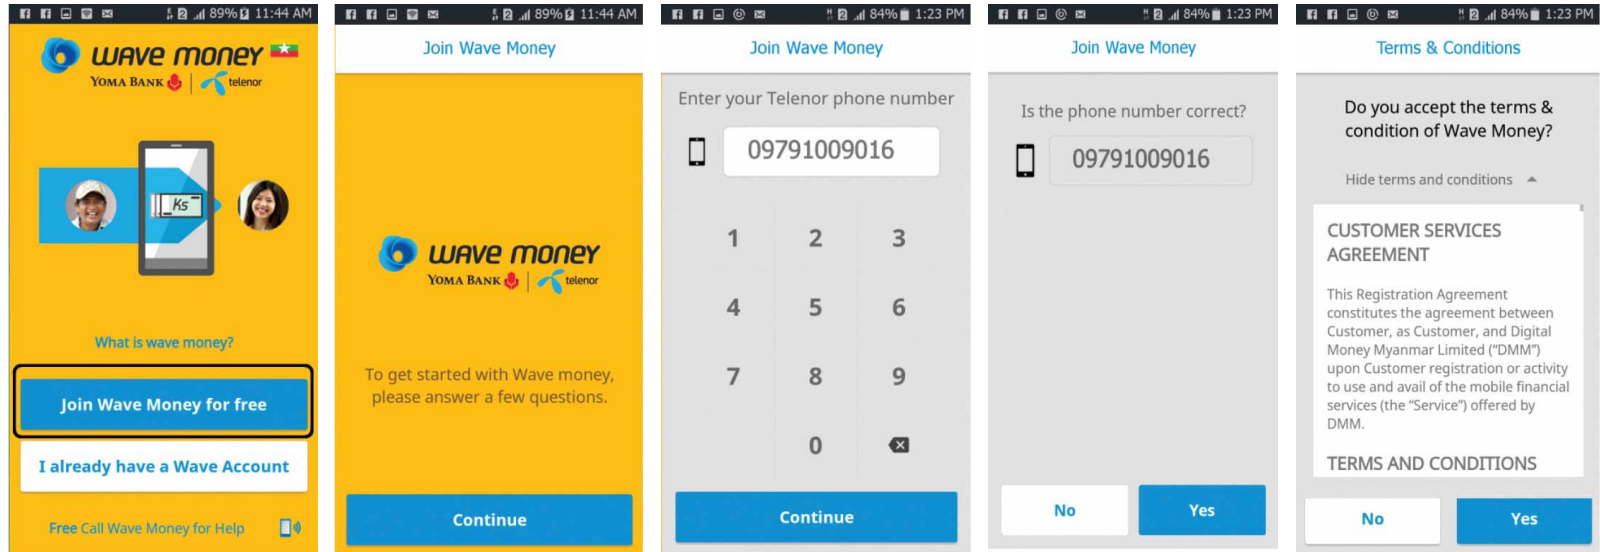 89% 11:44 AM
wave money
YOMA BANK | telenor
Ks
What is wave money?
Join Wave Money for free
I already have a Wave Account
Free Call Wave Money for Help
89% 11:44 AM
Join Wave Money
wave money
YOMA BANK | telenor
To get started with Wave money,
please answer a few questions.
Continue
84% 1:23 PM
Join Wave Money
Enter your Telenor phone number
09791009016
1 2 3
4 5 6
7 8 9
0
Continue
84% 1:23 PM
Join Wave Money
Is the phone number correct?
09791009016
No Yes
84% 1:23 PM
Terms & Conditions
Do you accept the terms &
condition of Wave Money?
Hide terms and conditions
CUSTOMER SERVICES
AGREEMENT
This Registration Agreement
constitutes the agreement between
Customer, as Customer, and Digital
Money Myanmar Limited (“DMM”)
upon Customer registration or activity
to use and avail of the mobile financial
services (the “Service”) offered by
DMM.
TERMS AND CONDITIONS
No Yes